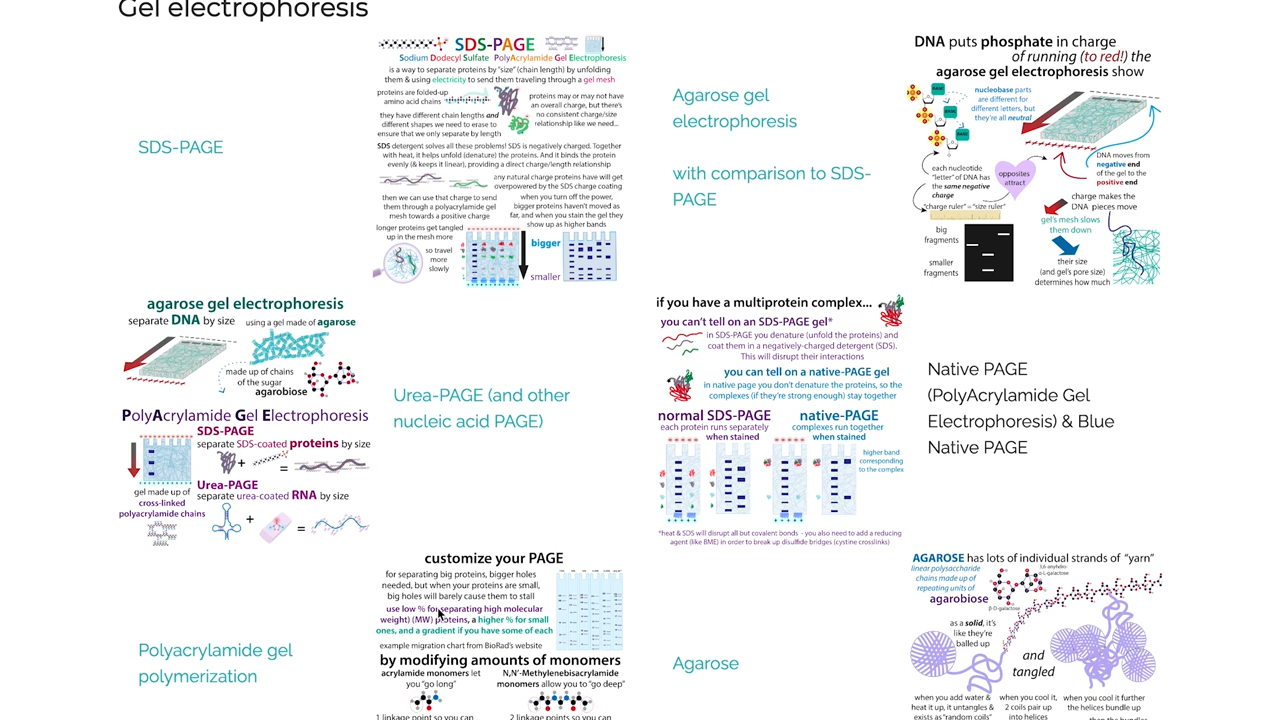 Gel electrophoresis
SDS-PAGE
SDS-PAGE
Sodium Dodecyl Sulfate PolyAcrylamide Gel Electrophoresis
is a way to separate proteins by "size" (chain length) by unfolding
them & using electricity to send them traveling through a gel mesh
proteins are folded-up
amino acid chains
proteins may or may not have
an overall charge, but there's
no consistent charge/size
relationship like we need...
they have different chain lengths and
different shapes we need to erase to
ensure that we only separate by length
SDS detergent solves all these problems! SDS is negatively charged. Together
with heat, it helps unfold (denature) the proteins. And it binds the protein
evenly (& keeps it linear), providing a direct charge/length relationship
any natural charge proteins have will get
overpowered by the SDS charge coating
then we can use that charge to send
them through a polyacrylamide gel
mesh towards a positive charge
when you turn off the power,
bigger proteins haven't moved as
far, and when you stain the gel they
show up as higher bands
longer proteins get tangled
up in the mesh more
so travel
more
slowly
bigger
smaller
Agarose gel
electrophoresis
with comparison to SDS-
PAGE
DNA puts phosphate in charge
of running (to red!) the
agarose gel electrophoresis show
nucleobase parts
are different for
different letters, but
they're all neutral
BASE
BASE
BASE
each nucleotide
"letter" of DNA has
the same negative
charge
opposites
attract
DNA moves from
negative end
of the gel to the
positive end
"charge ruler" = "size ruler"
charge makes the
DNA pieces move
gel's mesh slows
them down
big
fragments
smaller
fragments
their size
(and gel's pore size)
determines how much
agarose gel electrophoresis
separate DNA by size
using a gel made of agarose
made up of chains
of the sugar
agarobiose
PolyAcrylamide Gel Electrophoresis
SDS-PAGE
separate SDS-coated proteins by size
+ =
Urea-PAGE
separate urea-coated RNA by size
gel made up of
cross-linked
polyacrylamide chains
+ =
Urea-PAGE (and other
nucleic acid PAGE)
if you have a multiprotein complex...
you can't tell on an SDS-PAGE gel*
in SDS-PAGE you denature (unfold the proteins) and
coat them in a negatively-charged detergent (SDS).
This will disrupt their interactions
you can tell on a native-PAGE gel
in native page you don't denature the proteins, so the
complexes (if they're strong enough) stay together
normal SDS-PAGE
each protein runs separately
when stained
native-PAGE
complexes run together
when stained
higher band
corresponding
to the complex
*heat & SDS will disrupt all but covalent bonds - you also need to add a reducing
agent (like BME) in order to break up disulfide bridges (cystine crosslinks)
Native PAGE
(PolyAcrylamide Gel
Electrophoresis) & Blue
Native PAGE
Polyacrylamide gel
polymerization
customize your PAGE
for separating big proteins, bigger holes
needed, but when your proteins are small,
big holes will barely cause them to stall
use low % for separating high molecular
weight) (MW) proteins, a higher % for small
ones, and a gradient if you have some of each
example migration chart from BioRad's website
by modifying amounts of monomers
acrylamide monomers let
you "go long"
N,N'-Methylenebisacrylamide
monomers allow you to "go deep"
1 linkage point so you can
2 linkage points so you can
Agarose
AGAROSE has lots of individual strands of "yarn"
linear polysaccharide
chains made up of
repeating units of
agarobiose
3,6-anhydro-
α-L-galactose
β-D-galactose
as a solid, it's
like they're
balled up
and
tangled
when you add water &
heat it up, it untangles &
exists as "random coils"
when you cool it,
2 coils pair up
into helices
when you cool it further
the helices bundle up
then the bundles